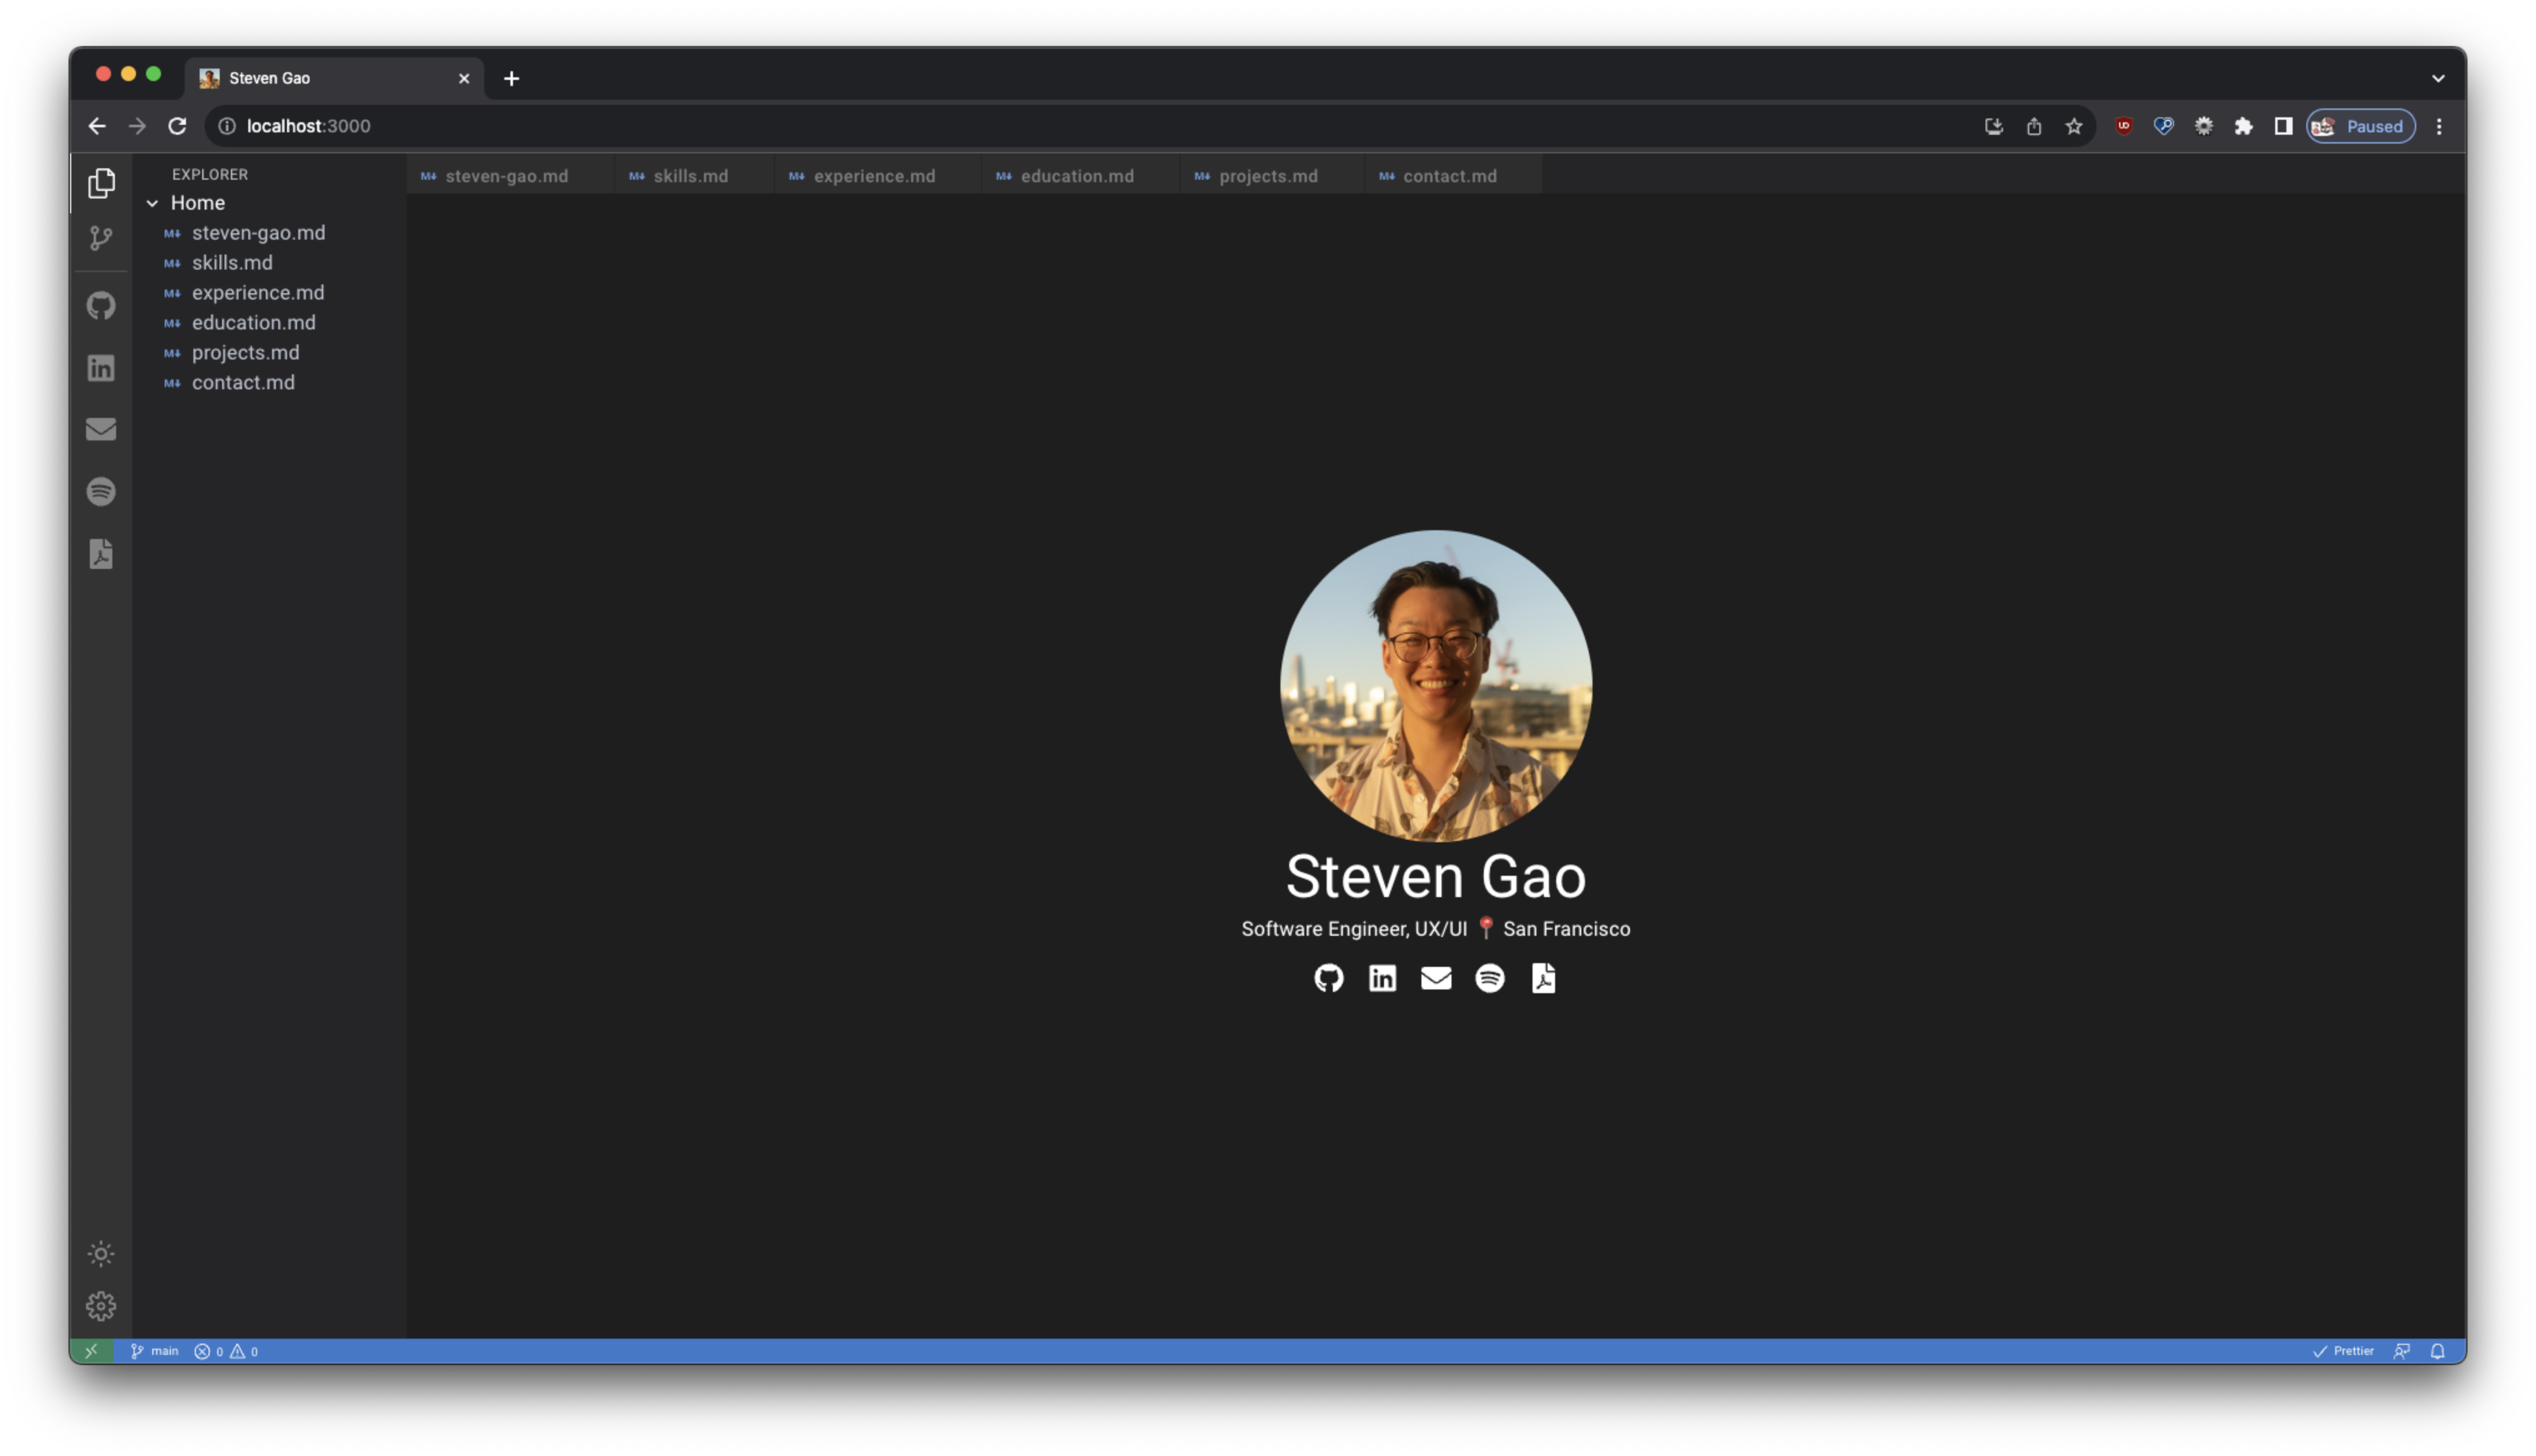 Steven Gao
localhost:3000
Paused
EXPLORER
Home
steven-gao.md
skills.md
experience.md
education.md
projects.md
contact.md
steven-gao.md
skills.md
experience.md
education.md
projects.md
contact.md
Steven Gao
Software Engineer, UX/UI 📍 San Francisco
main 0 0
Prettier